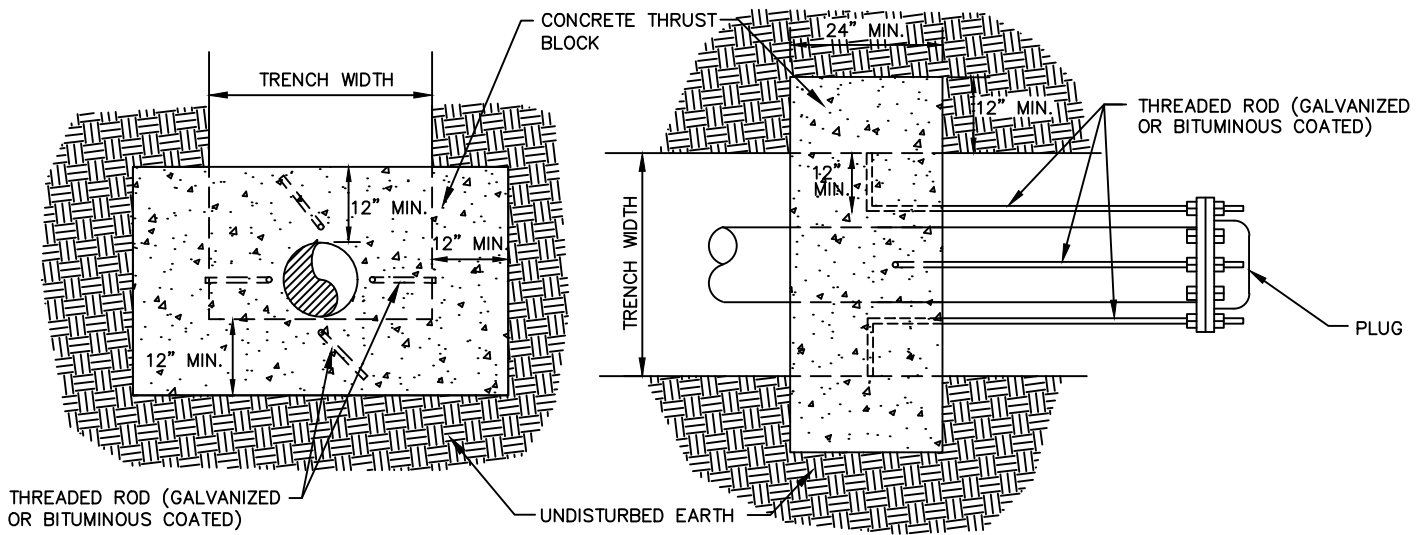 CONCRETE THRUST
BLOCK
TRENCH WIDTH
12” MIN.
12” MIN.
12” MIN.
THREADED ROD (GALVANIZED
OR BITUMINOUS COATED)
UNDISTURBED EARTH
24” MIN.
12” MIN.
THREADED ROD (GALVANIZED
OR BITUMINOUS COATED)
12”
MIN.
TRENCH WIDTH
PLUG